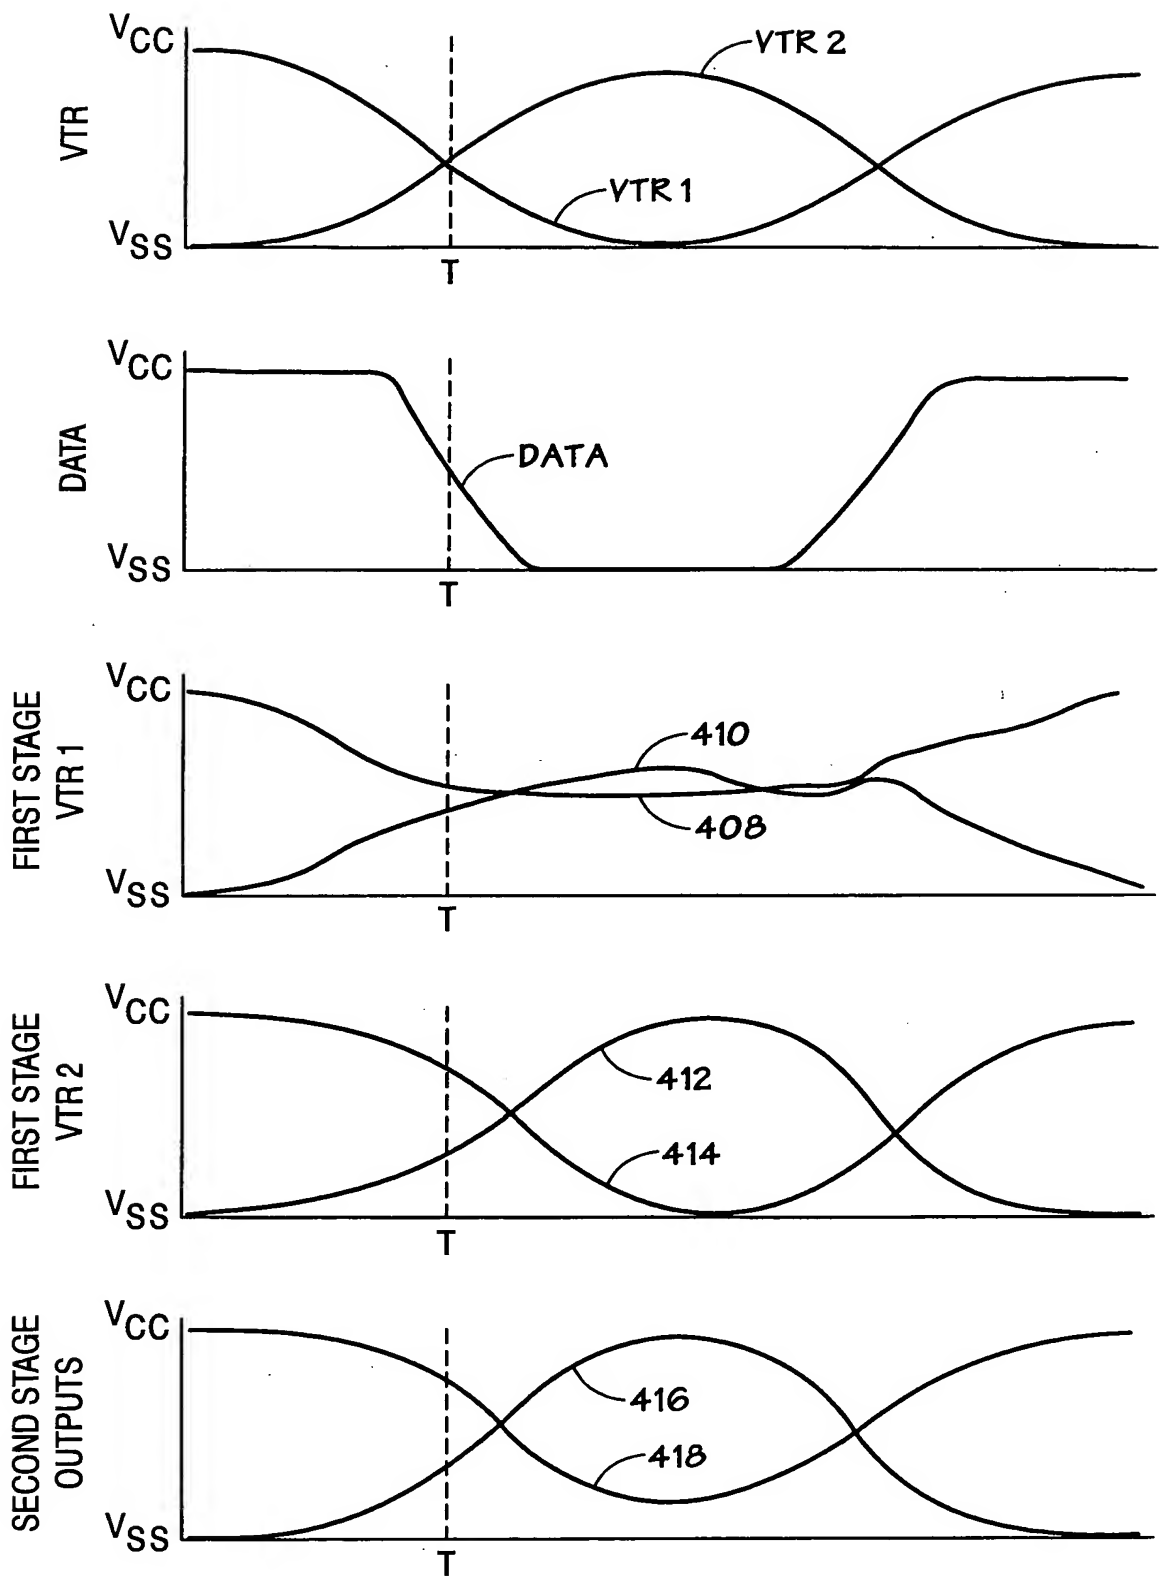 VCC
VTR
VSS
VTR 2
VTR 1
T
VCC
DATA
VSS
DATA
T
VCC
FIRST STAGE
VTR 1
VSS
410
408
T
VCC
FIRST STAGE
VTR 2
VSS
412
414
T
VCC
SECOND STAGE
OUTPUTS
VSS
416
418
T